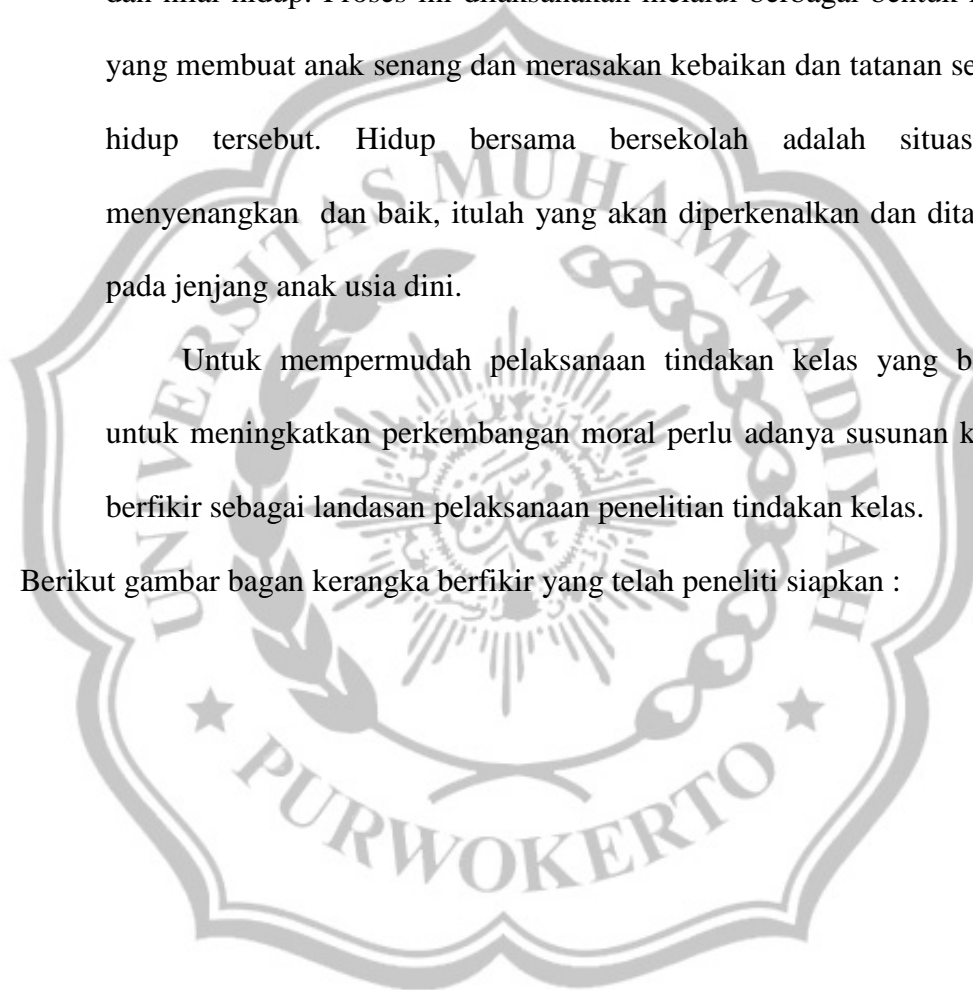 yang membuat anak senang dan merasakan kebaikan dan tatanan
hidup tersebut. Hidup bersama bersekolah adalah
menyenangkan dan baik, itulah yang akan diperkenalkan dan
pada jenjang anak usia dini.
Untuk mempermudah pelaksanaan tindakan kelas yang
untuk meningkatkan perkembangan moral perlu adanya susunan
berfikir sebagai landasan pelaksanaan penelitian tindakan kelas.
Berikut gambar bagan kerangka berfikir yang telah peneliti siapkan :
UNIVERSITAS MUHAMMADIYAH
PURWOKERTO